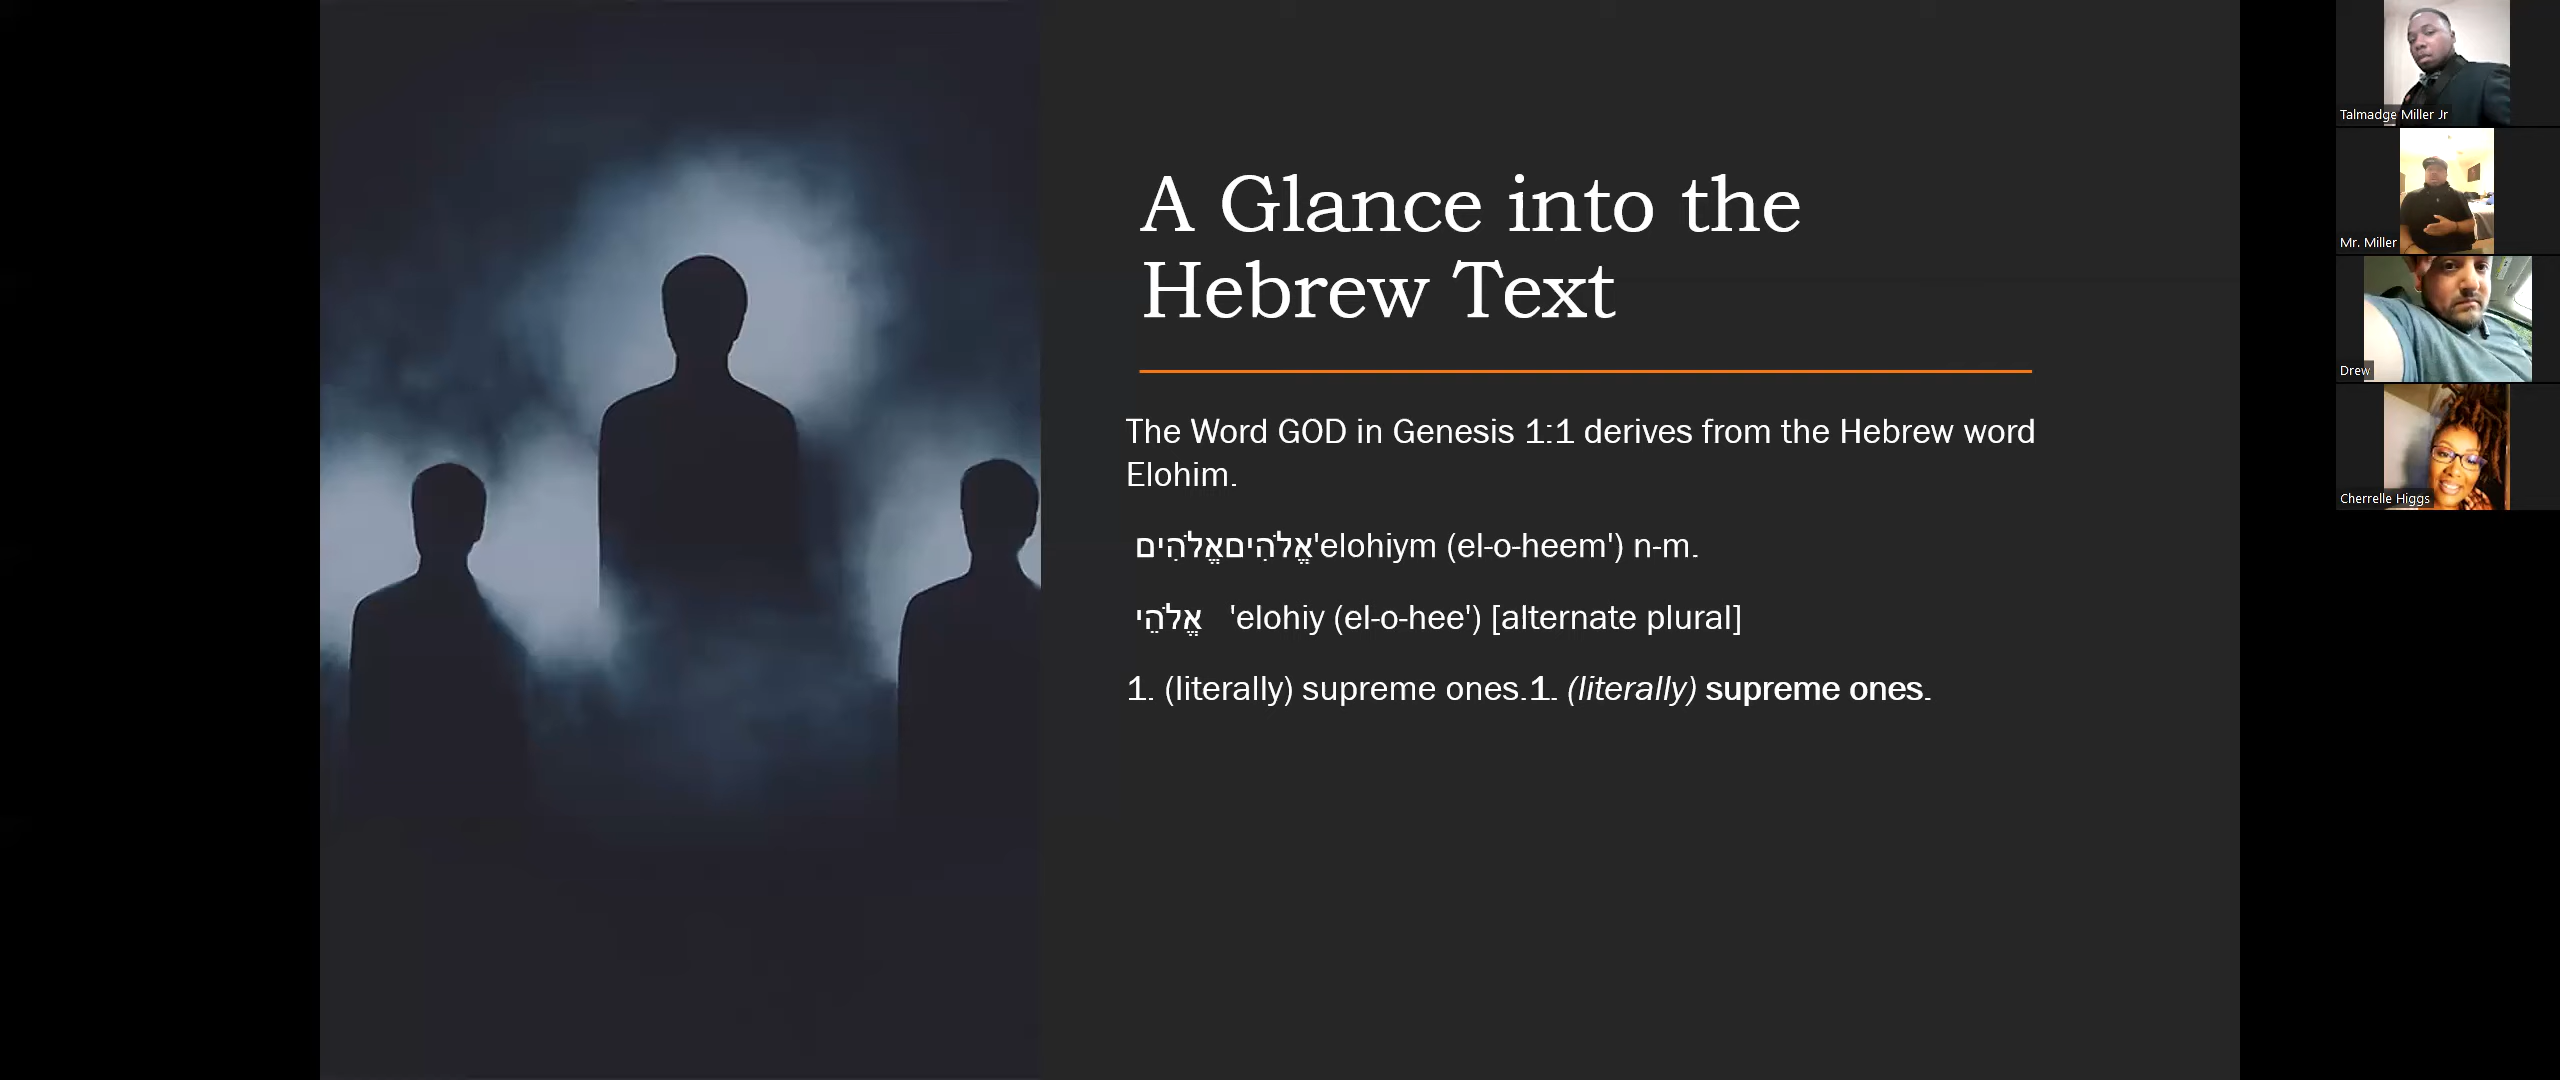 A Glance into the
Hebrew Text
The Word GOD in Genesis 1:1 derives from the Hebrew word
Elohim.
אֱלֹהִיםאֱלֹהִים'elohiym (el-o-heem') n-m.
אֱלֹהֵי 'elohiy (el-o-hee') [alternate plural]
1. (literally) supreme ones.1. (literally) supreme ones.
Talmadge Miller Jr
Mr. Miller
Drew
Cherrelle Higgs